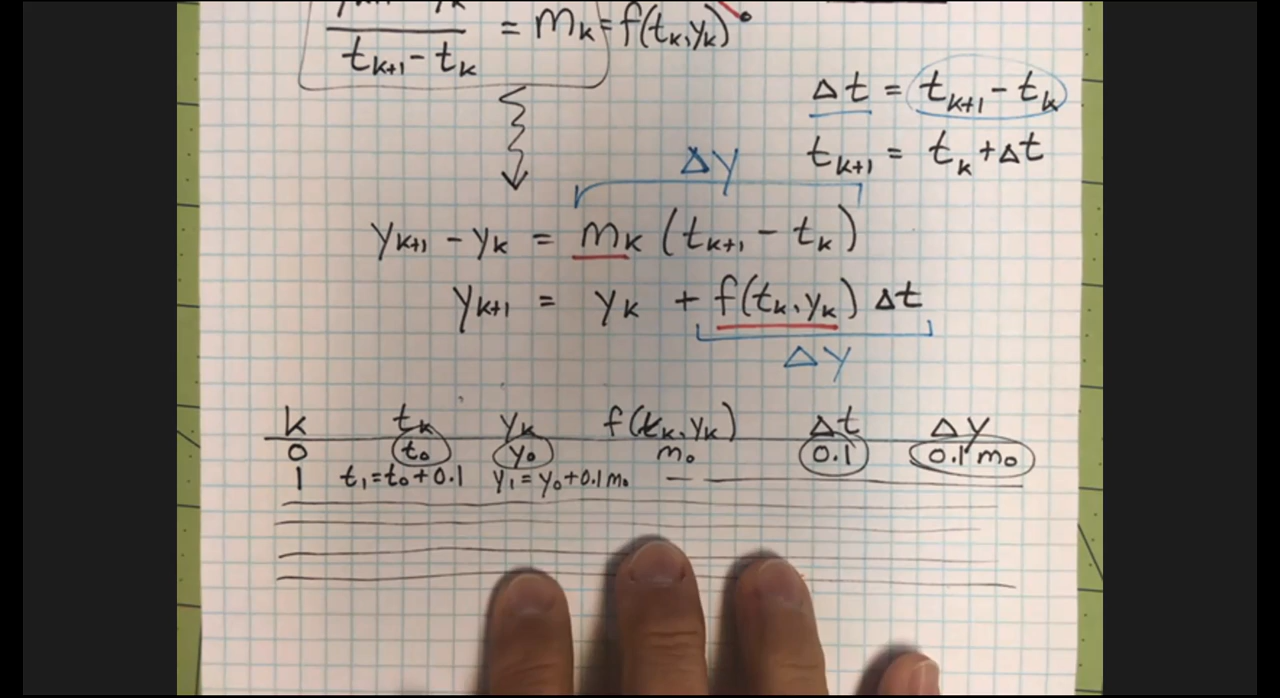 = mₖ = f(tₖ,yₖ)
tₖ₊₁ - tₖ
Δt = tₖ₊₁ - tₖ
tₖ₊₁ = tₖ + Δt
Δy
yₖ₊₁ - yₖ = mₖ (tₖ₊₁ - tₖ)
yₖ₊₁ = yₖ + f(tₖ,yₖ) Δt
Δy
k tₖ yₖ f(tₖ,yₖ) Δt Δy
0 t₀ y₀ m₀ 0.1 0.1 m₀
1 t₁=t₀+0.1 y₁=y₀+0.1m₀ —